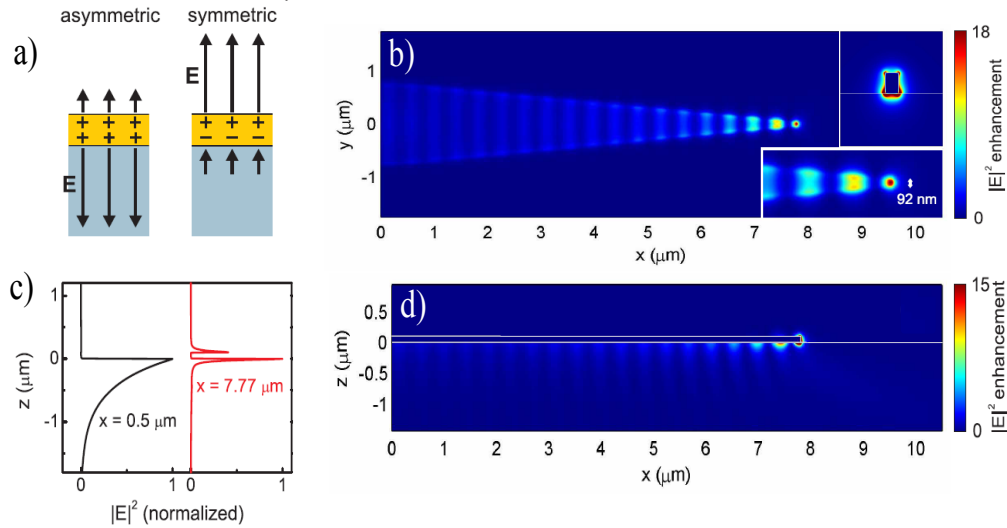 asymmetric symmetric
a)
E
+ + +
+ + +
E
+ + +
− − −
b)
y (μm)
1
0
-1
0 1 2 3 4 5 6 7 8 9 10
x (μm)
92 nm
18
0
|E|² enhancement
c)
z (μm)
1
0
-1
x = 0.5 μm
x = 7.77 μm
0 1 0 1
|E|² (normalized)
d)
z (μm)
0.5
0
-0.5
-1
0 1 2 3 4 5 6 7 8 9 10
x (μm)
15
0
|E|² enhancement